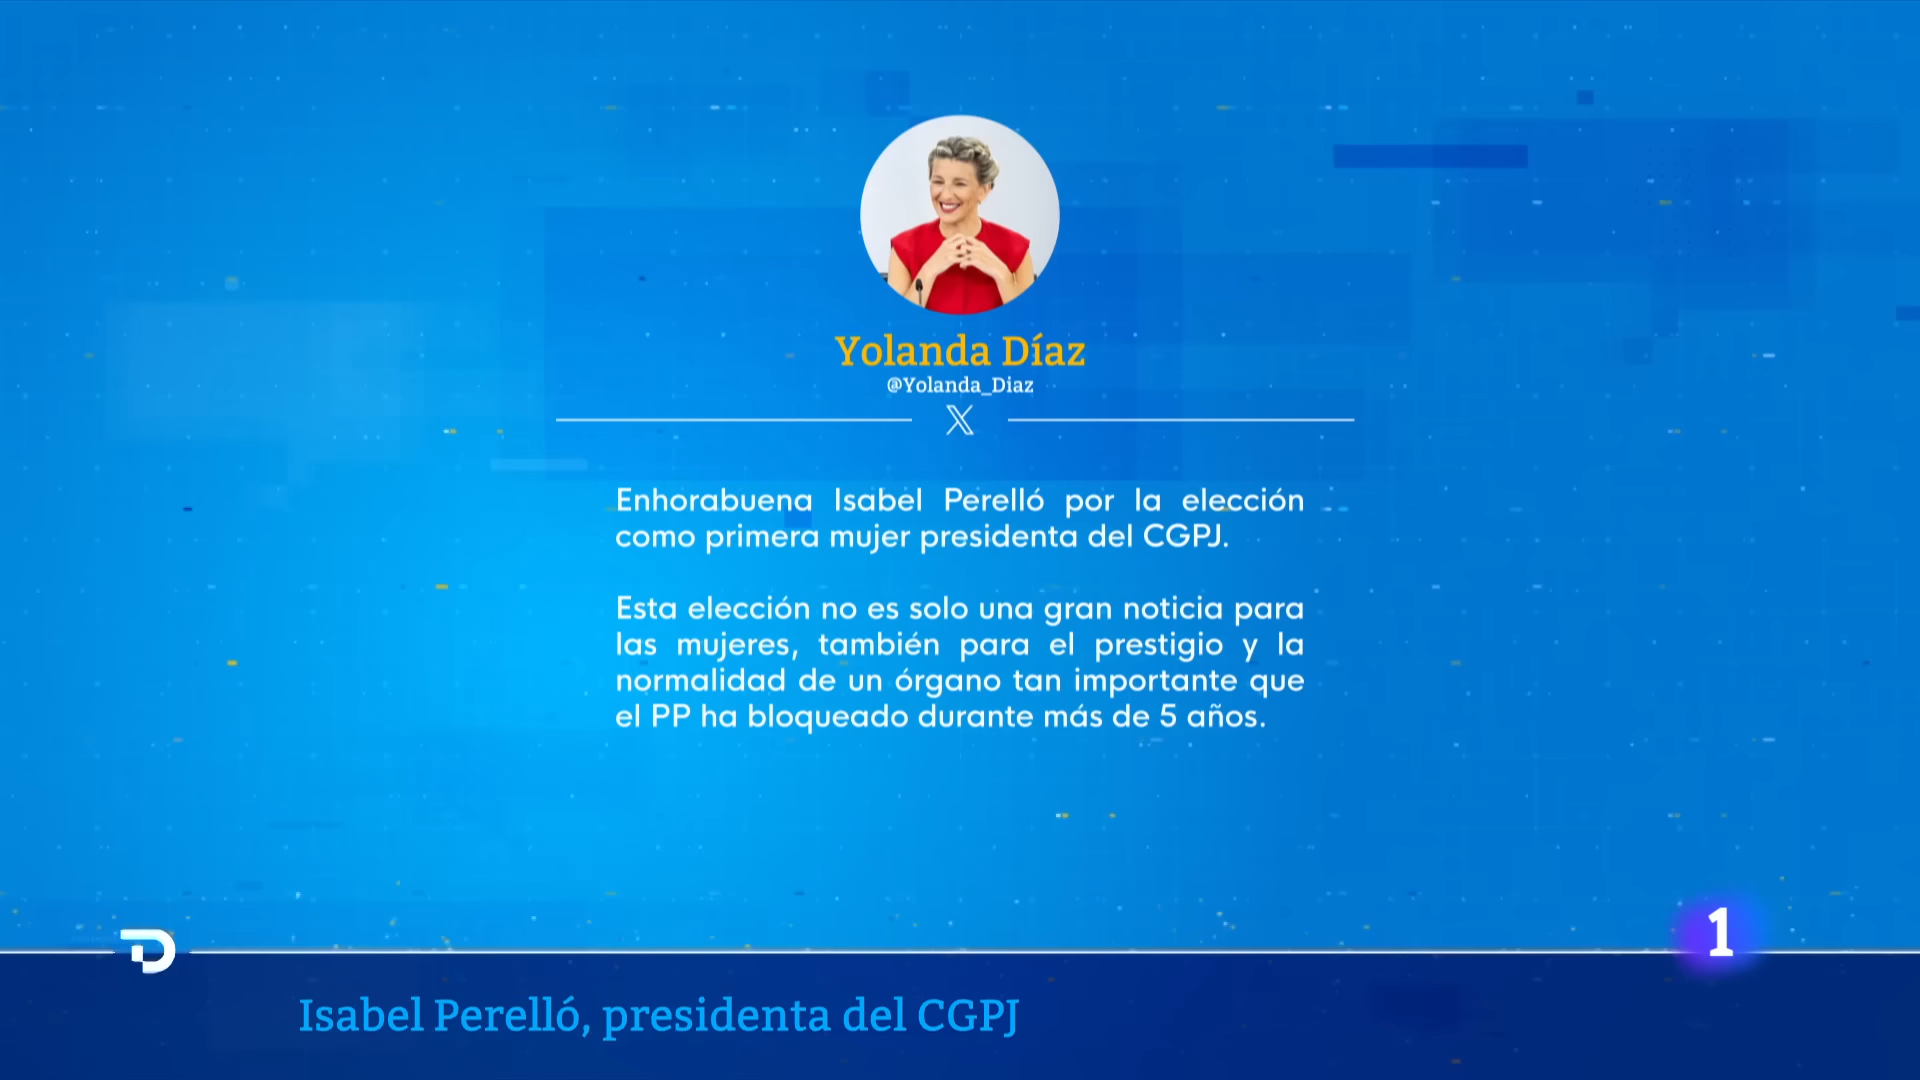 Yolanda Díaz
@Yolanda_Diaz
X
Enhorabuena Isabel Perelló por la elección
como primera mujer presidenta del CGPJ.
Esta elección no es solo una gran noticia para
las mujeres, también para el prestigio y la
normalidad de un órgano tan importante que
el PP ha bloqueado durante más de 5 años.
1
Isabel Perelló, presidenta del CGPJ